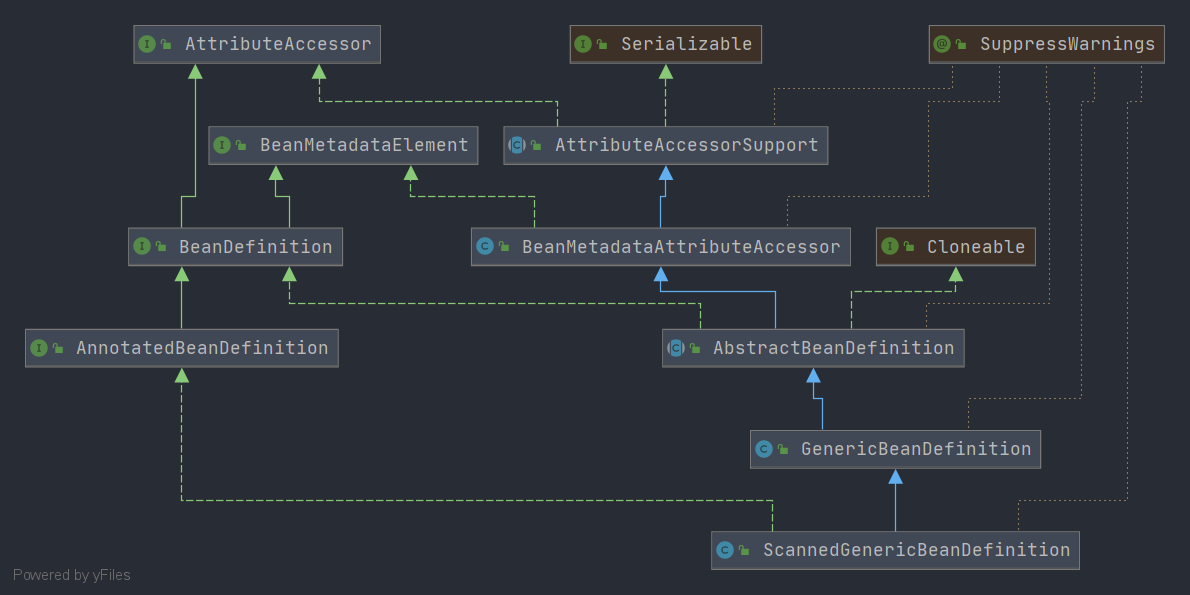 AttributeAccessor
Serializable
SuppressWarnings
BeanMetadataElement
AttributeAccessorSupport
BeanDefinition
BeanMetadataAttributeAccessor
Cloneable
AnnotatedBeanDefinition
AbstractBeanDefinition
GenericBeanDefinition
ScannedGenericBeanDefinition
Powered by yFiles